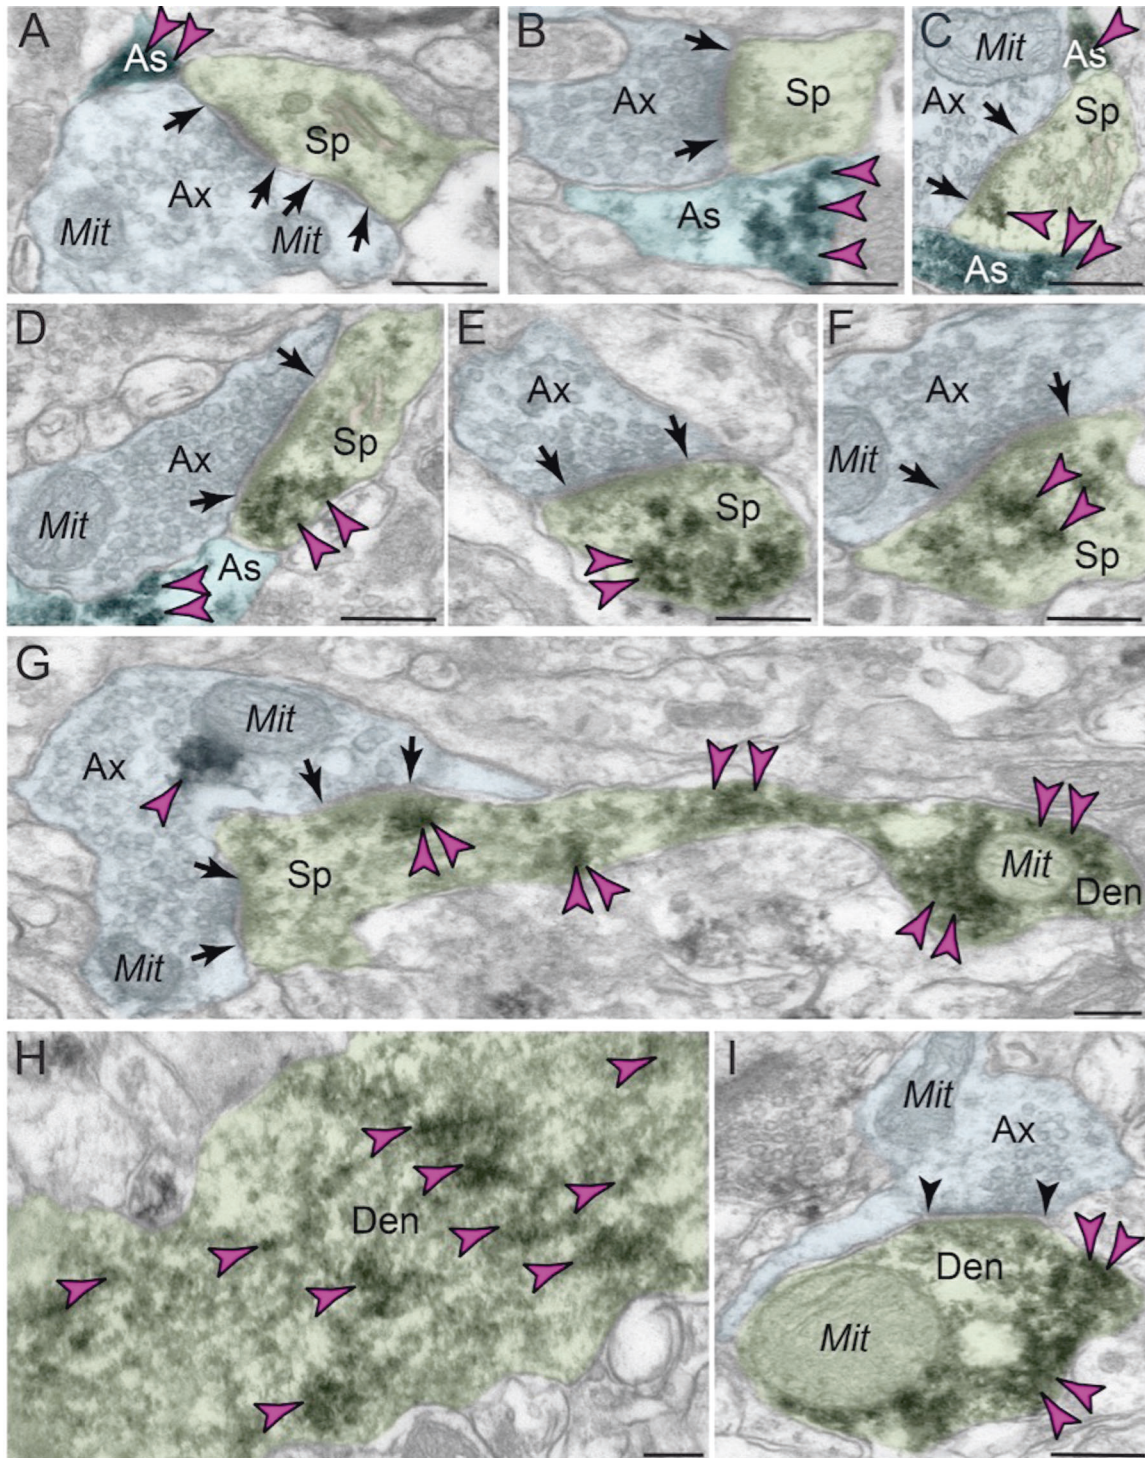 A
As
Sp
Ax
Mit
Mit
B
Ax
Sp
As
C
Mit
As
Ax
Sp
As
D
Ax
Sp
Mit
As
E
Ax
Sp
F
Ax
Mit
Sp
G
Mit
Ax
Sp
Mit
Den
Mit
H
Den
I
Mit
Ax
Den
Mit